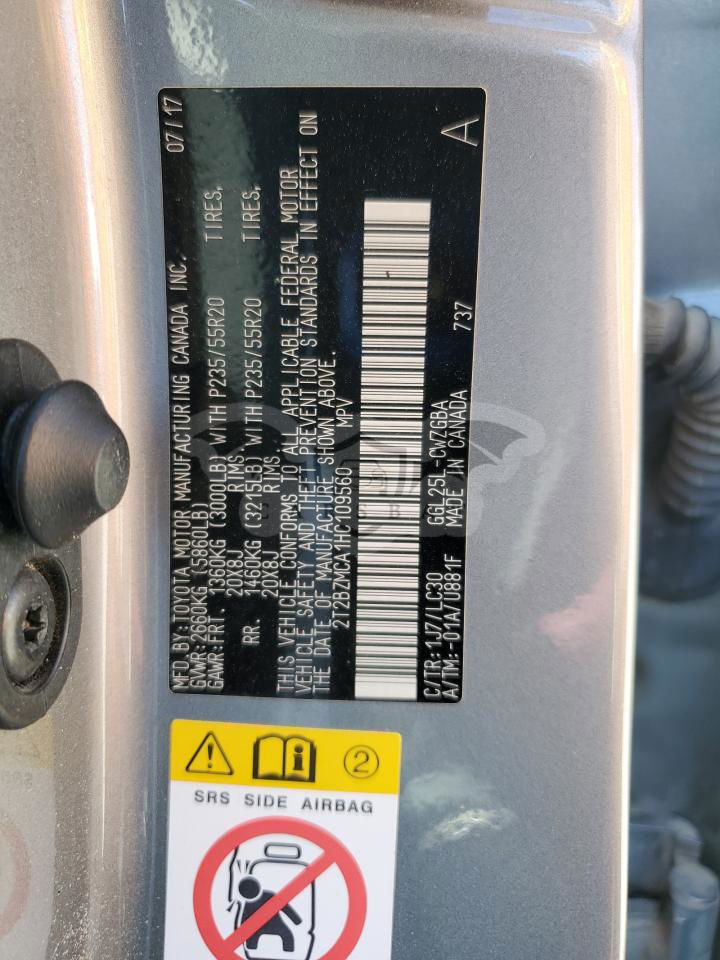 MFD.BY:TOYOTA MOTOR MANUFACTURING CANADA INC. 07/17
GVWR:2660KG (5860LB)
GAWR:FRT. 1360KG (3000LB) WITH P235/55R20 TIRES,
20X8J RIMS,
RR. 1460KG (3215LB) WITH P235/55R20 TIRES,
20X8J RIMS.
THIS VEHICLE CONFORMS TO ALL APPLICABLE FEDERAL MOTOR
VEHICLE SAFETY AND THEFT PREVENTION STANDARDS IN EFFECT ON
THE DATE OF MANUFACTURE SHOWN ABOVE.
2T2BZMCA1HC109560 MPV
C/TR:1J7/LC30 GGL25L-CWZGBA 737 A
A/TM:-01A/U881F MADE IN CANADA
2
SRS SIDE AIRBAG